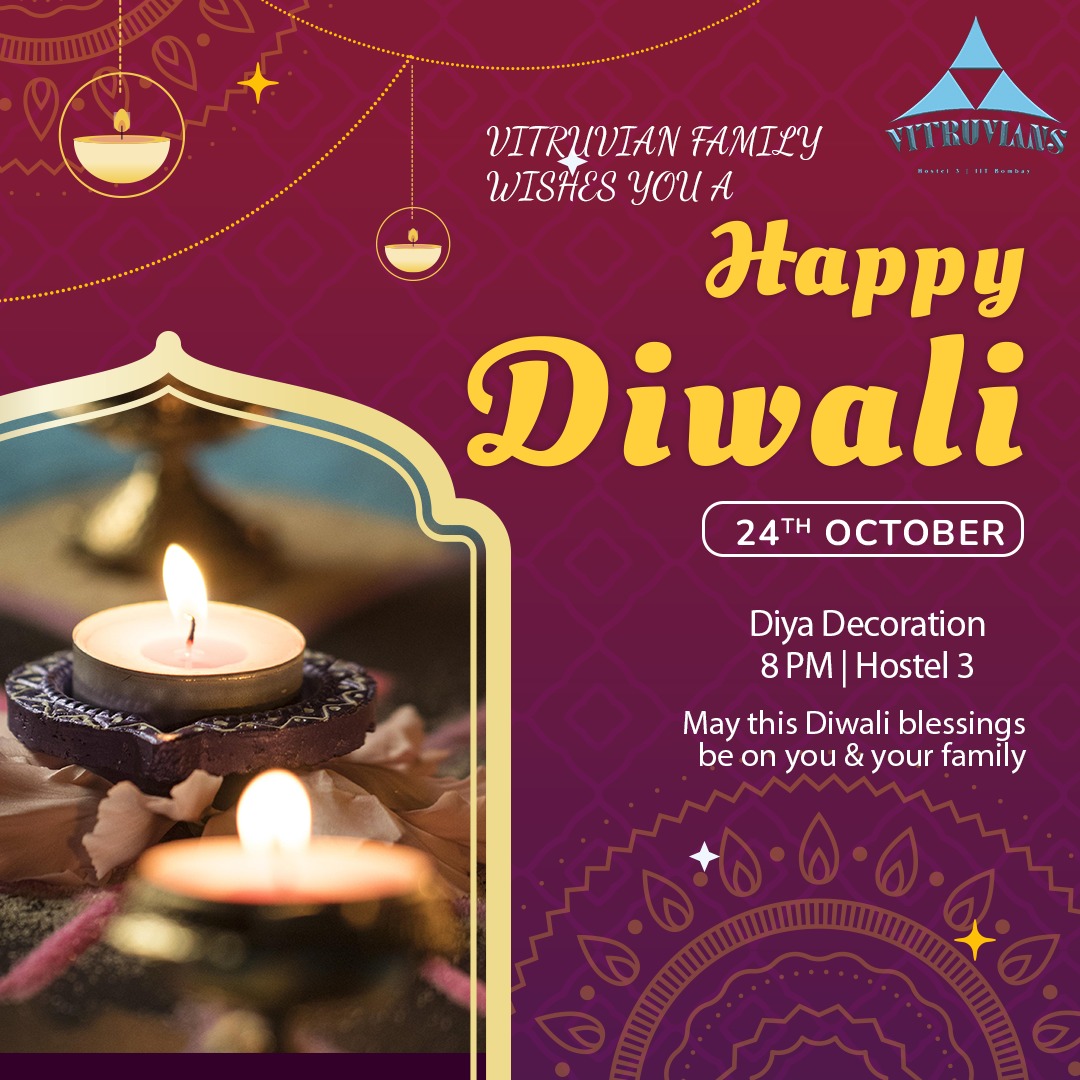 VITRUVIANS
Hostel 3 | IIT Bombay
VITRUVIAN FAMILY
WISHES YOU A
Happy
Diwali
24TH OCTOBER
Diya Decoration
8 PM | Hostel 3
May this Diwali blessings
be on you & your family